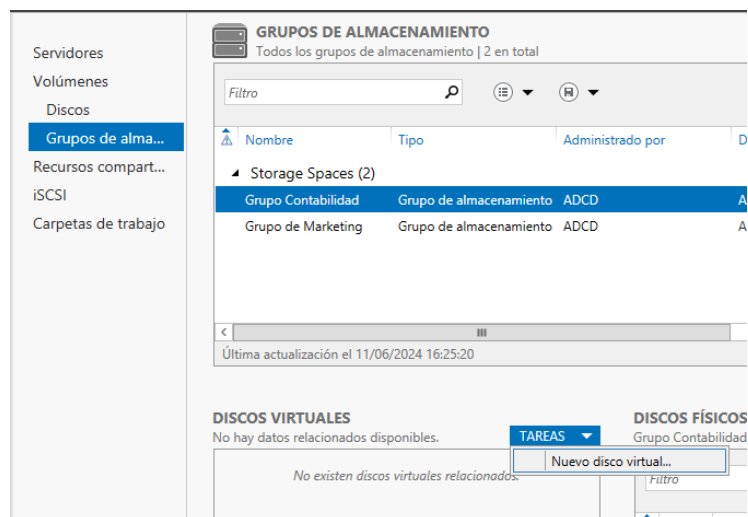 GRUPOS DE ALMACENAMIENTO
Todos los grupos de almacenamiento | 2 en total
Servidores
Volúmenes
Discos
Grupos de alma...
Recursos compart...
iSCSI
Carpetas de trabajo
Filtro
Nombre Tipo Administrado por D
Storage Spaces (2)
Grupo Contabilidad Grupo de almacenamiento ADCD A
Grupo de Marketing Grupo de almacenamiento ADCD A
Última actualización el 11/06/2024 16:25:20
DISCOS VIRTUALES
No hay datos relacionados disponibles.
TAREAS
Nuevo disco virtual...
No existen discos virtuales relacionados.
DISCOS FÍSICOS
Grupo Contabilidad
Filtro